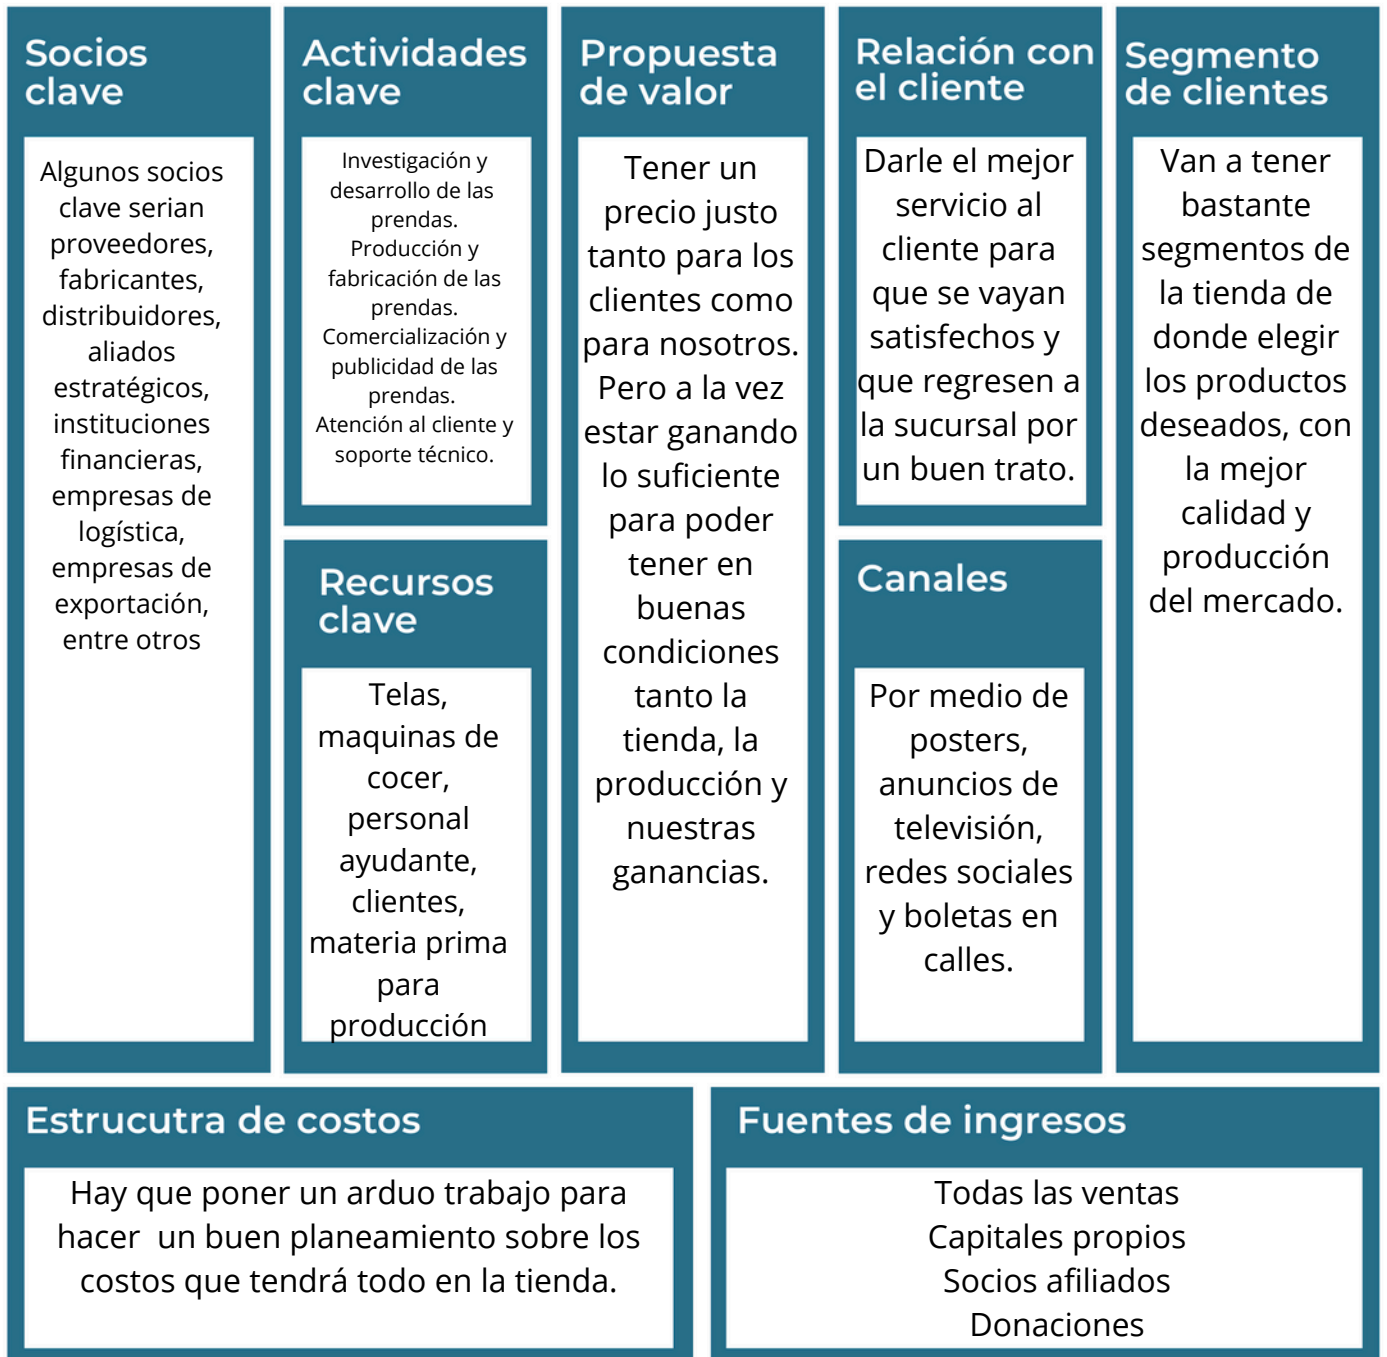 Socios
clave
Algunos socios
clave serian
proveedores,
fabricantes,
distribuidores,
aliados
estratégicos,
instituciones
financieras,
empresas de
logística,
empresas de
exportación,
entre otros
Actividades
clave
Investigación y
desarrollo de las
prendas.
Producción y
fabricación de las
prendas.
Comercialización y
publicidad de las
prendas.
Atención al cliente y
soporte técnico.
Recursos
clave
Telas,
maquinas de
cocer,
personal
ayudante,
clientes,
materia prima
para
producción
Propuesta
de valor
Tener un
precio justo
tanto para los
clientes como
para nosotros.
Pero a la vez
estar ganando
lo suficiente
para poder
tener en
buenas
condiciones
tanto la
tienda, la
producción y
nuestras
ganancias.
Relación con
el cliente
Darle el mejor
servicio al
cliente para
que se vayan
satisfechos y
que regresen a
la sucursal por
un buen trato.
Canales
Por medio de
posters,
anuncios de
televisión,
redes sociales
y boletas en
calles.
Segmento
de clientes
Van a tener
bastante
segmentos de
la tienda de
donde elegir
los productos
deseados, con
la mejor
calidad y
producción
del mercado.
Estrucutra de costos
Hay que poner un arduo trabajo para
hacer un buen planeamiento sobre los
costos que tendrá todo en la tienda.
Fuentes de ingresos
Todas las ventas
Capitales propios
Socios afiliados
Donaciones